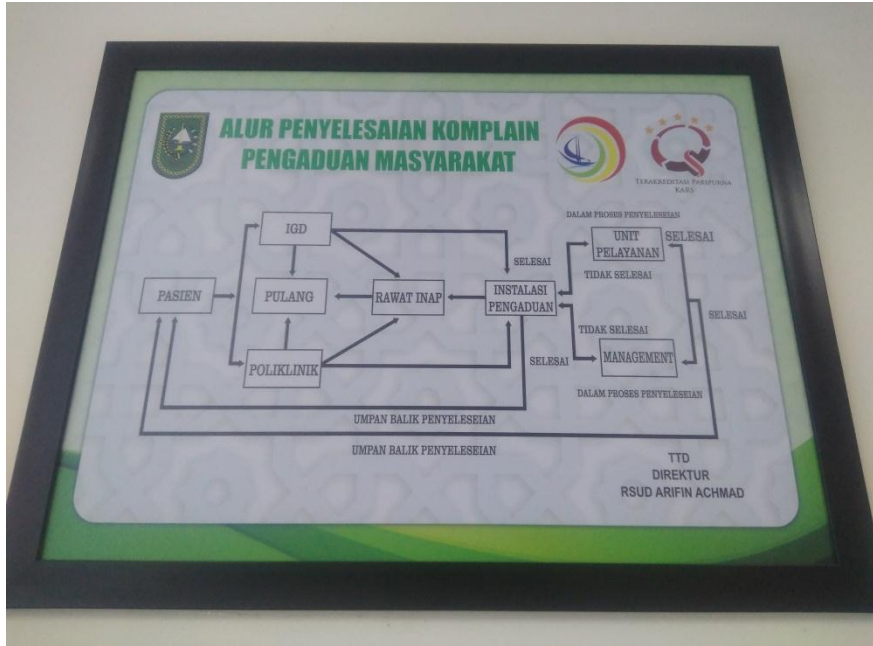 ALUR PENYELESAIAN KOMPLAIN
PENGADUAN MASYARAKAT
TERAKREDITASI PARIPURNA
KARS
DALAM PROSES PENYELESEIAN
IGD
UNIT
PELAYANAN
SELESAI
SELESAI
TIDAK SELESAI
PASIEN
PULANG
RAWAT INAP
INSTALASI
PENGADUAN
SELESAI
TIDAK SELESAI
POLIKLINIK
SELESAI
MANAGEMENT
DALAM PROSES PENYELESEIAN
UMPAN BALIK PENYELESEIAN
UMPAN BALIK PENYELESEIAN
TTD
DIREKTUR
RSUD ARIFIN ACHMAD